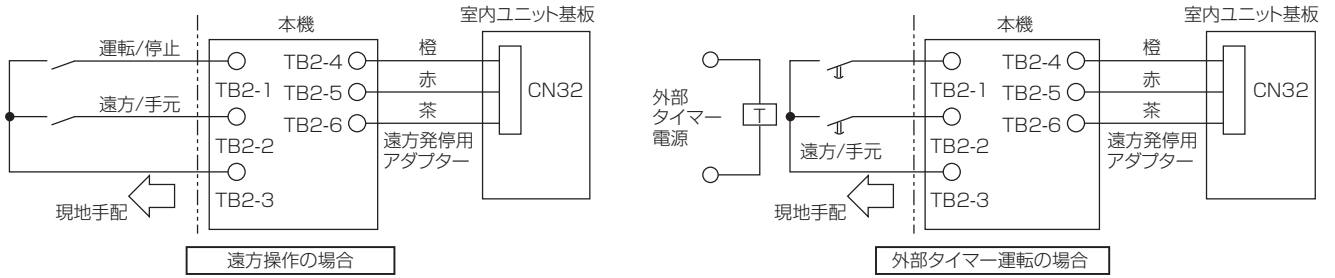 本機
室内ユニット基板
運転/停止
遠方/手元
TB2-1
TB2-2
TB2-3
TB2-4
TB2-5
TB2-6
橙
赤
茶
CN32
遠方発停用
アダプター
現地手配
遠方操作の場合
本機
室内ユニット基板
外部
タイマー
電源
T
遠方/手元
TB2-1
TB2-2
TB2-3
TB2-4
TB2-5
TB2-6
橙
赤
茶
CN32
遠方発停用
アダプター
現地手配
外部タイマー運転の場合